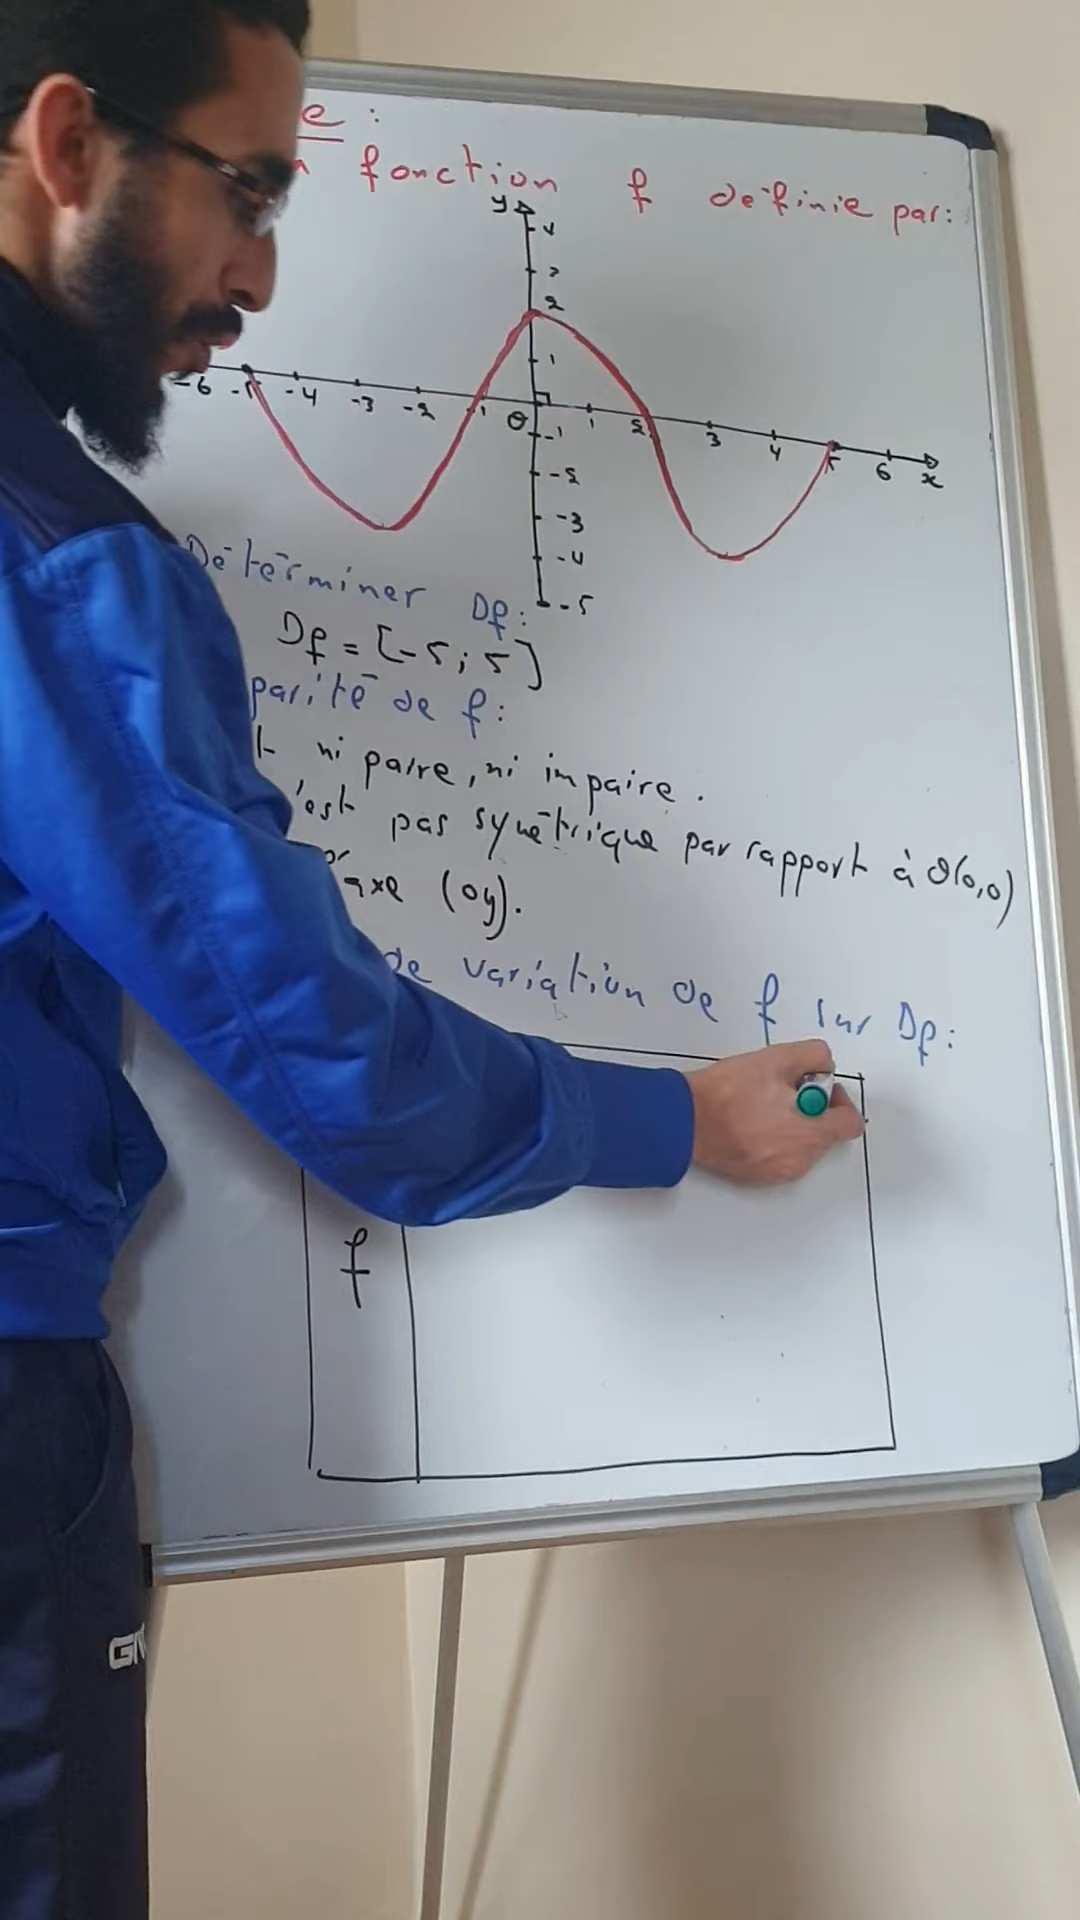 e :
fonction f définie par:
y
4
3
2
1
-6 -5 -4 -3 -2 -1 0 1 2 3 4 5 6 x
-1
-2
-3
-4
-5
Déterminer Df:
Df = [-5; 5]
parité de f:
ni paire, ni impaire.
'est pas symétrique par rapport à O(0,0)
axe (oy).
de variation de f sur Df:
f